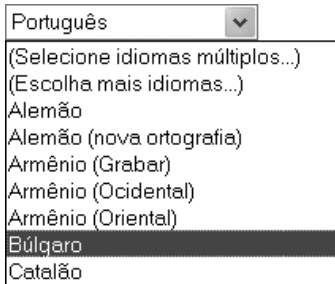 Português
(Selecione idiomas múltiplos...)
(Escolha mais idiomas...)
Alemão
Alemão (nova ortografia)
Armênio (Grabar)
Armênio (Ocidental)
Armênio (Oriental)
Búlgaro
Catalão